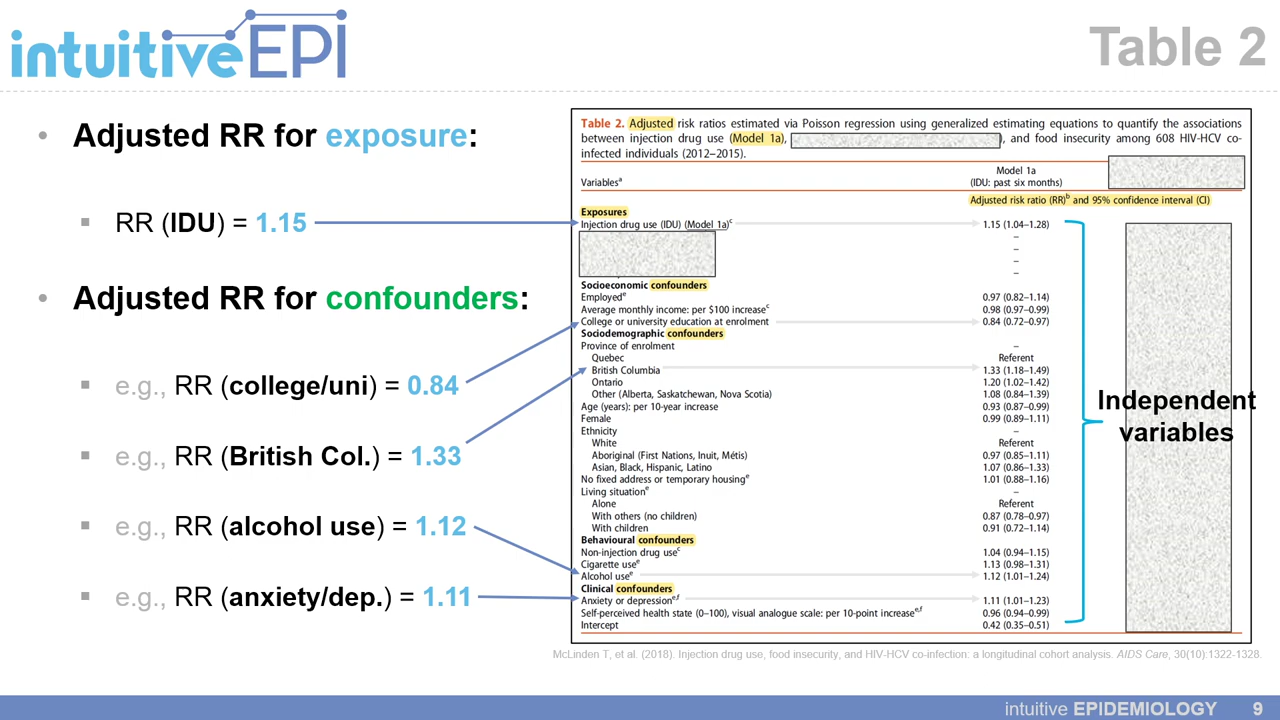 intuitiveEPI
Table 2
• Adjusted RR for exposure:
▪ RR (IDU) = 1.15
• Adjusted RR for confounders:
▪ e.g., RR (college/uni) = 0.84
▪ e.g., RR (British Col.) = 1.33
▪ e.g., RR (alcohol use) = 1.12
▪ e.g., RR (anxiety/dep.) = 1.11
Table 2. Adjusted risk ratios estimated via Poisson regression using generalized estimating equations to quantify the associations
between injection drug use (Model 1a), ), and food insecurity among 608 HIV-HCV co-
infected individuals (2012–2015).
Model 1a
Variablesᵃ (IDU: past six months)
Adjusted risk ratio (RR)ᵇ and 95% confidence interval (CI)
Exposures
Injection drug use (IDU) (Model 1a)ᶜ 1.15 (1.04–1.28)
–
–
–
–
Socioeconomic confounders
Employedᵉ 0.97 (0.82–1.14)
Average monthly income: per $100 increaseᶜ 0.98 (0.97–0.99)
College or university education at enrolment 0.84 (0.72–0.97)
Sociodemographic confounders
Province of enrolment –
Quebec Referent
British Columbia 1.33 (1.18–1.49)
Ontario 1.20 (1.02–1.42)
Other (Alberta, Saskatchewan, Nova Scotia) 1.08 (0.84–1.39)
Age (years): per 10-year increase 0.93 (0.87–0.99)
Female 0.99 (0.89–1.11)
Ethnicity –
White Referent
Aboriginal (First Nations, Inuit, Métis) 0.97 (0.85–1.11)
Asian, Black, Hispanic, Latino 1.07 (0.86–1.33)
No fixed address or temporary housingᵉ 1.01 (0.88–1.16)
Living situationᵉ –
Alone Referent
With others (no children) 0.87 (0.78–0.97)
With children 0.91 (0.72–1.14)
Behavioural confounders
Non-injection drug useᶜ 1.04 (0.94–1.15)
Cigarette useᵉ 1.13 (0.98–1.31)
Alcohol useᵉ 1.12 (1.01–1.24)
Clinical confounders
Anxiety or depressionᵉ,ᶠ 1.11 (1.01–1.23)
Self-perceived health state (0–100), visual analogue scale: per 10-point increaseᵉ,ᶠ 0.96 (0.94–0.99)
Intercept 0.42 (0.35–0.51)
Independent
variables
McLinden T, et al. (2018). Injection drug use, food insecurity, and HIV-HCV co-infection: a longitudinal cohort analysis. AIDS Care, 30(10):1322-1328.
intuitive EPIDEMIOLOGY 9